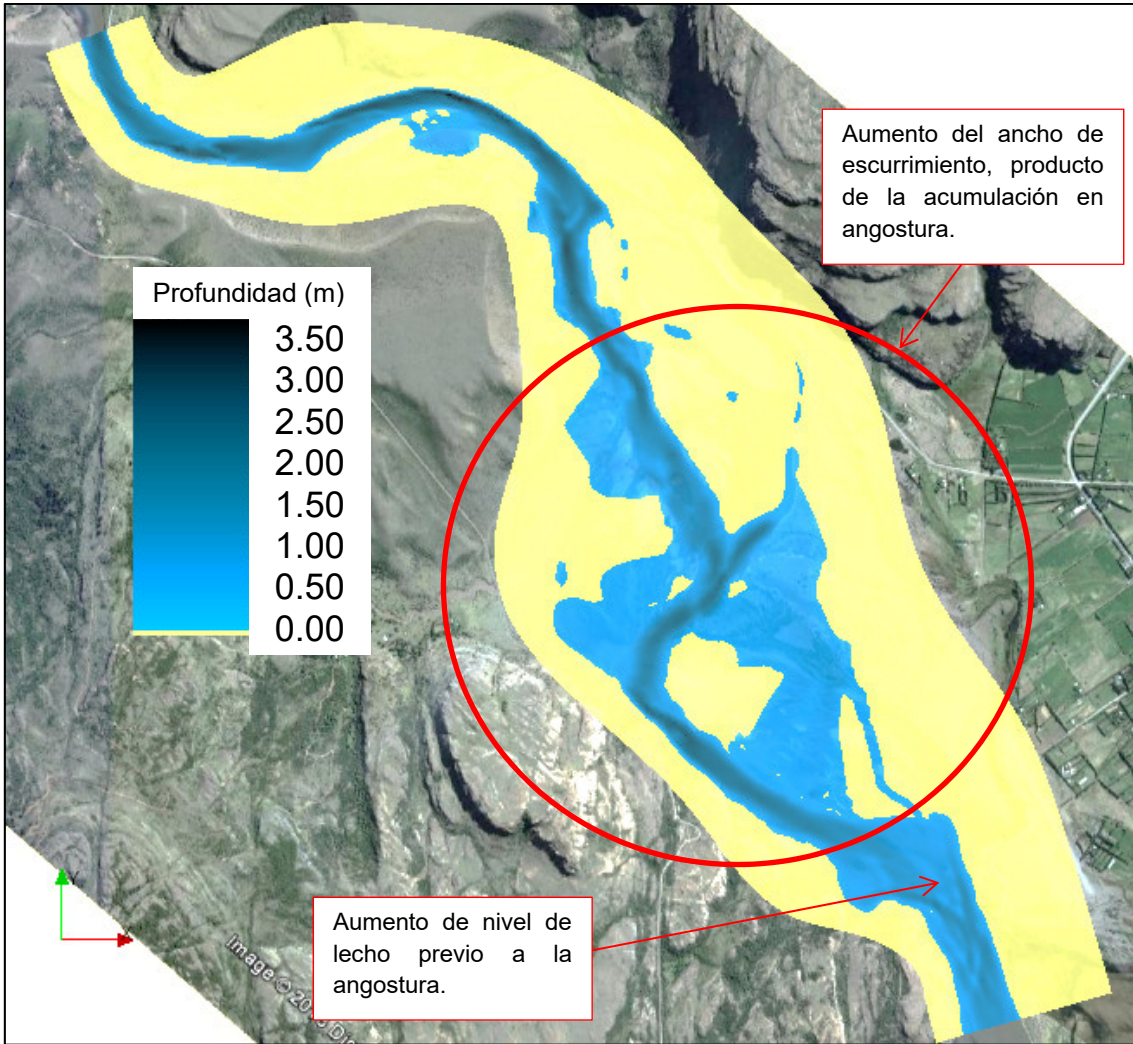 Aumento del ancho de
escurrimiento, producto
de la acumulación en
angostura.
Profundidad (m)
3.50
3.00
2.50
2.00
1.50
1.00
0.50
0.00
Aumento de nivel de
lecho previo a la
angostura.
Y
Image ©